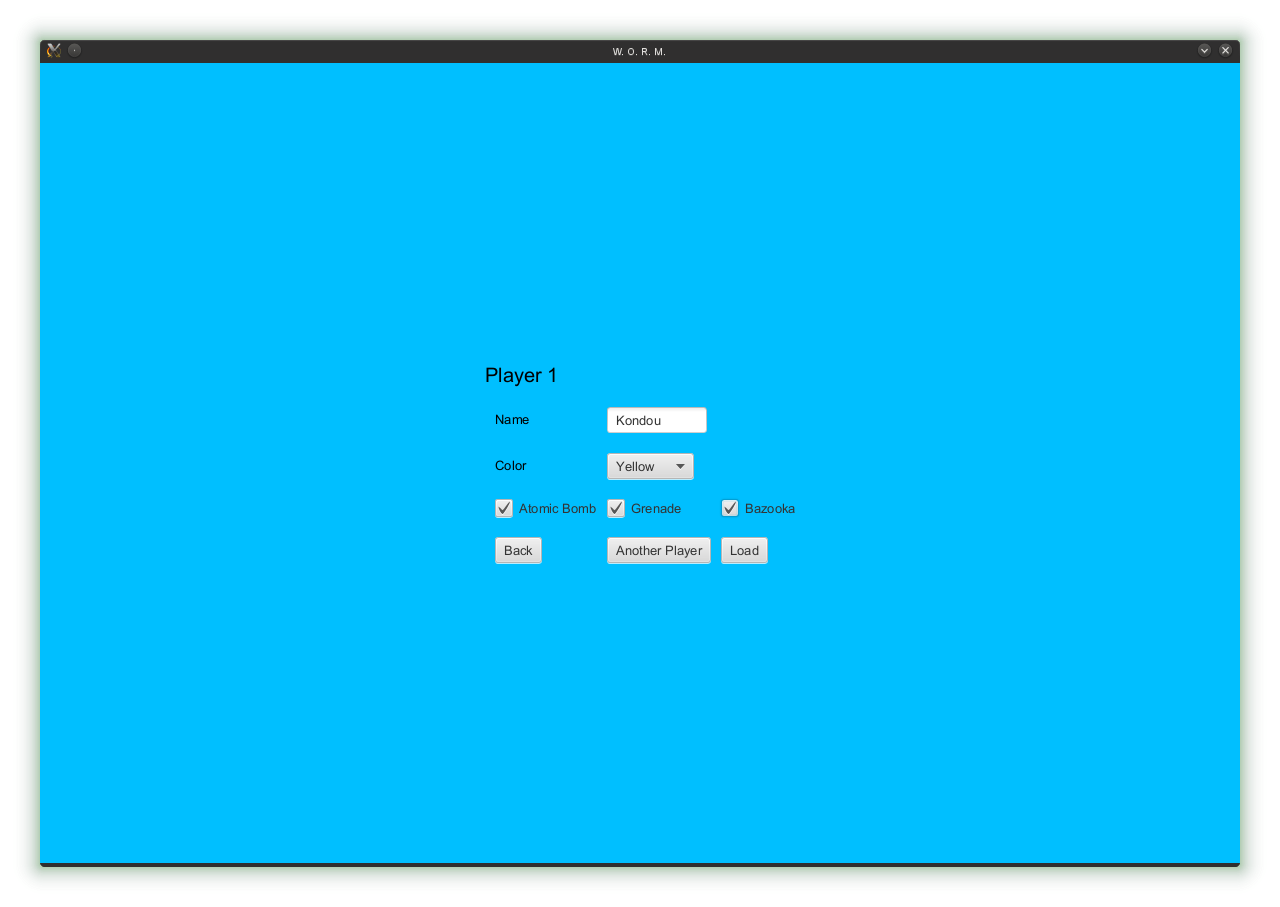 W. O. R. M.
Player 1
Name Kondou
Color Yellow
Atomic Bomb Grenade Bazooka
Back Another Player Load